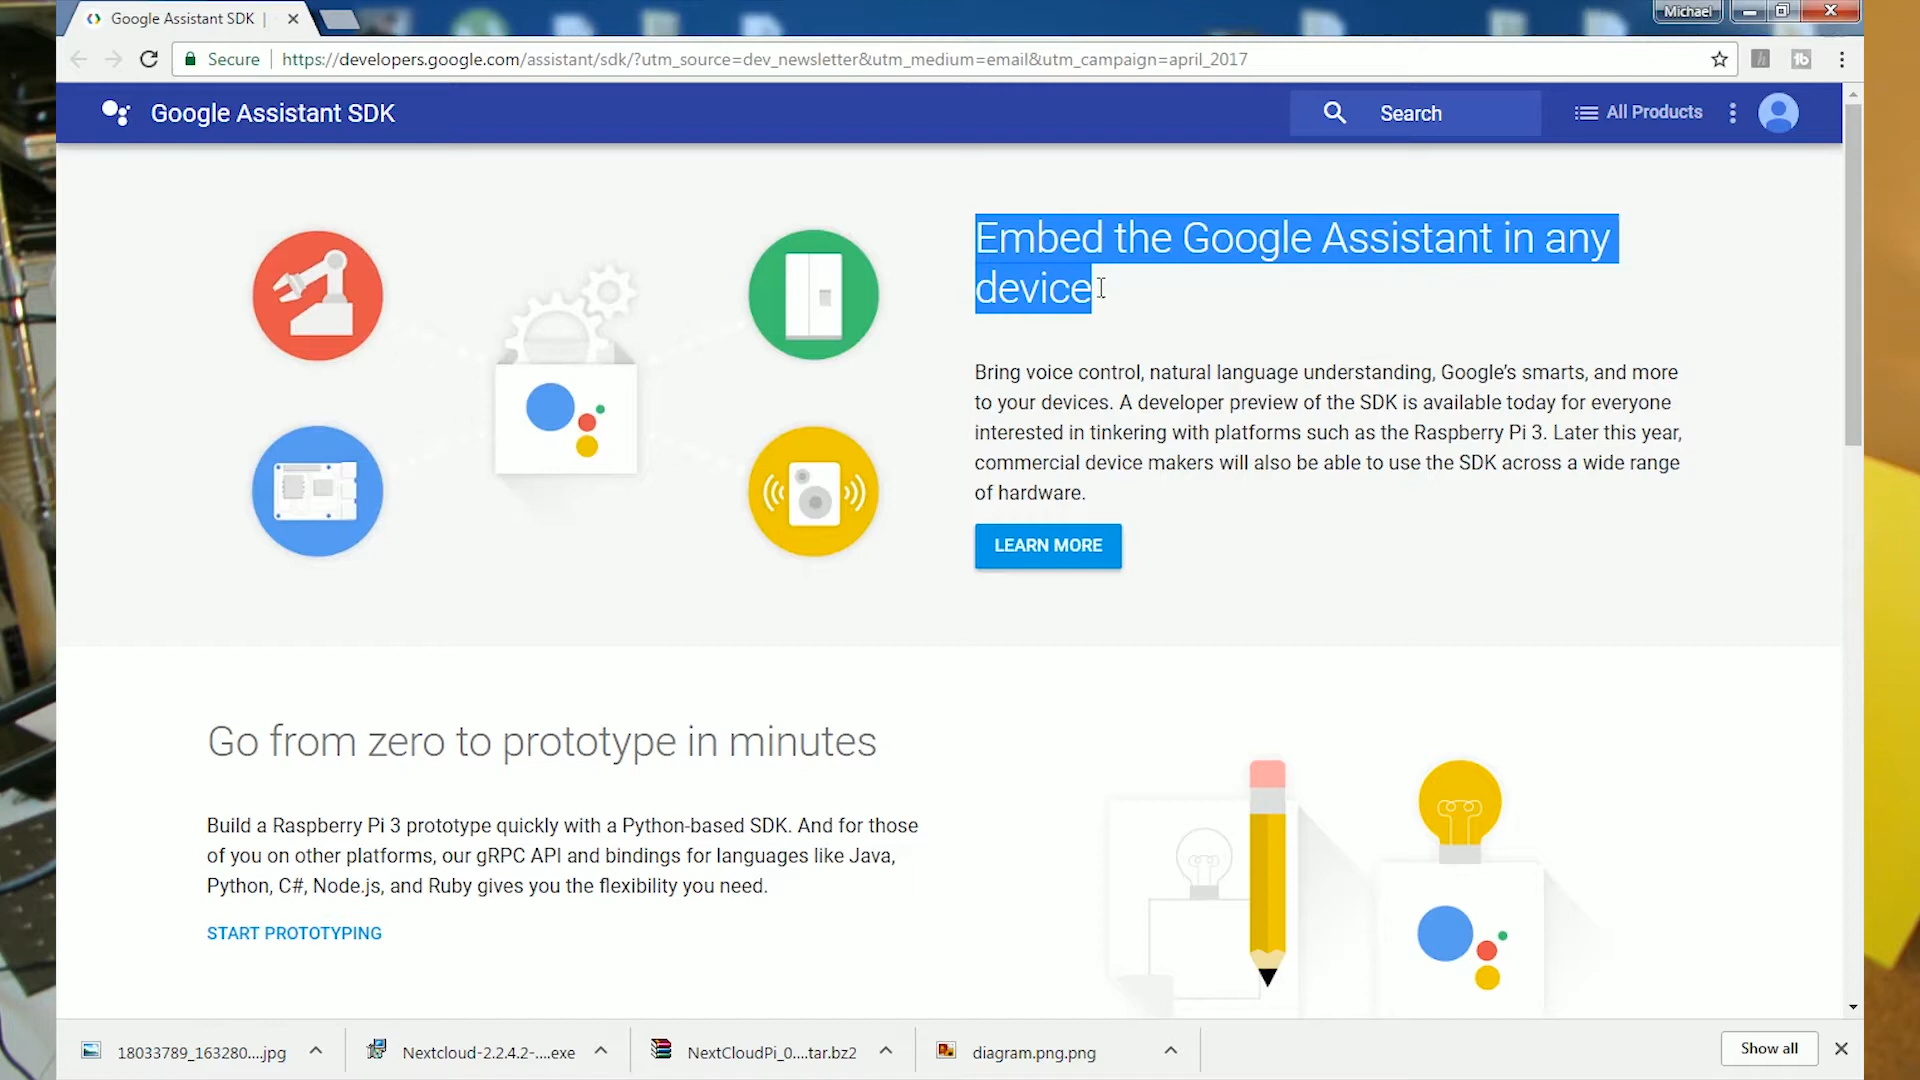 Google Assistant SDK |
Michael
Secure
https://developers.google.com/assistant/sdk/?utm_source=dev_newsletter&utm_medium=email&utm_campaign=april_2017
Google Assistant SDK
Search
All Products
Embed the Google Assistant in any
device
Bring voice control, natural language understanding, Google's smarts, and more
to your devices. A developer preview of the SDK is available today for everyone
interested in tinkering with platforms such as the Raspberry Pi 3. Later this year,
commercial device makers will also be able to use the SDK across a wide range
of hardware.
LEARN MORE
Go from zero to prototype in minutes
Build a Raspberry Pi 3 prototype quickly with a Python-based SDK. And for those
of you on other platforms, our gRPC API and bindings for languages like Java,
Python, C#, Node.js, and Ruby gives you the flexibility you need.
START PROTOTYPING
18033789_163280....jpg
Nextcloud-2.2.4.2-....exe
NextCloudPi_0....tar.bz2
diagram.png.png
Show all